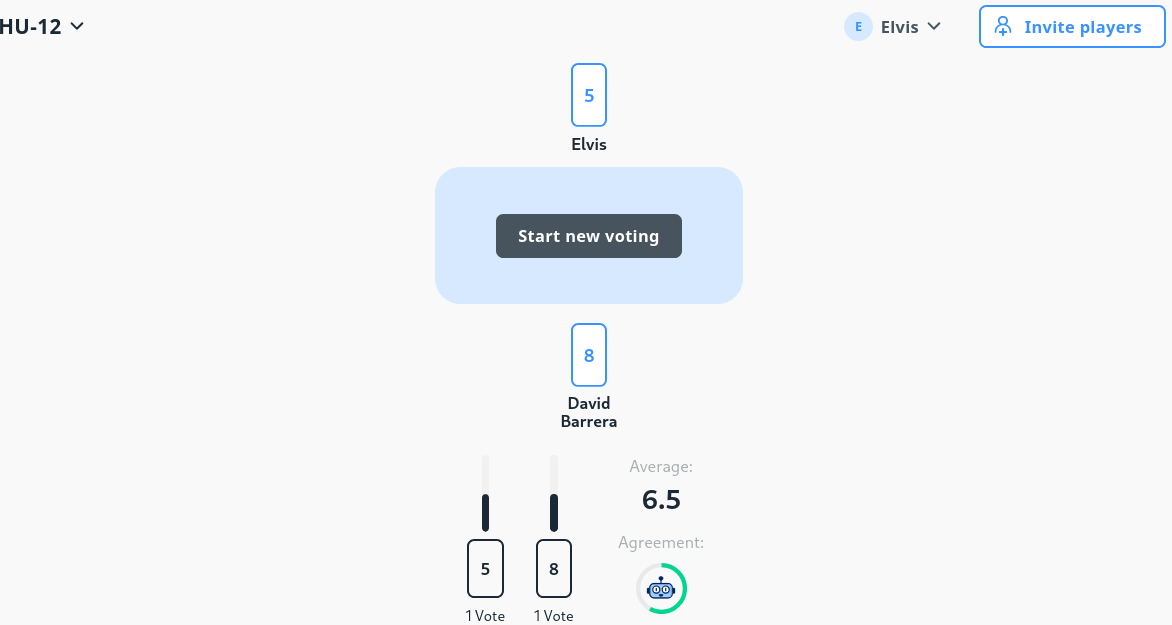 HU-12
E Elvis
Invite players
5
Elvis
Start new voting
8
David
Barrera
Average:
6.5
Agreement:
5 8
1 Vote 1 Vote